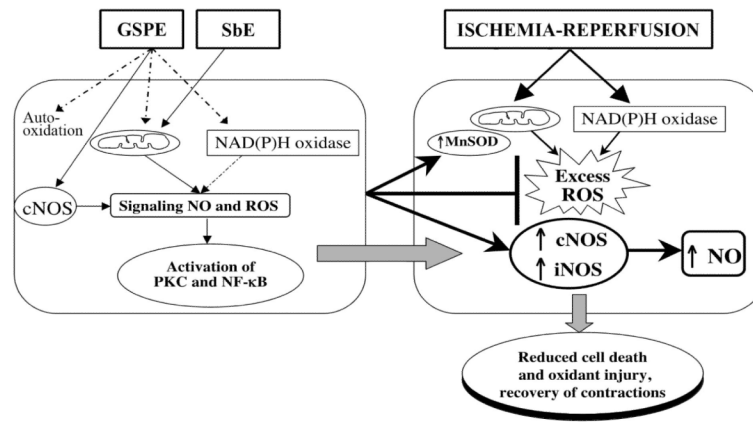 GSPE
SbE
ISCHEMIA-REPERFUSION
Auto-
oxidation
NAD(P)H oxidase
cNOS
Signaling NO and ROS
Activation of
PKC and NF-κB
↑MnSOD
NAD(P)H oxidase
Excess
ROS
↑ cNOS
↑ iNOS
↑ NO
Reduced cell death
and oxidant injury,
recovery of contractions